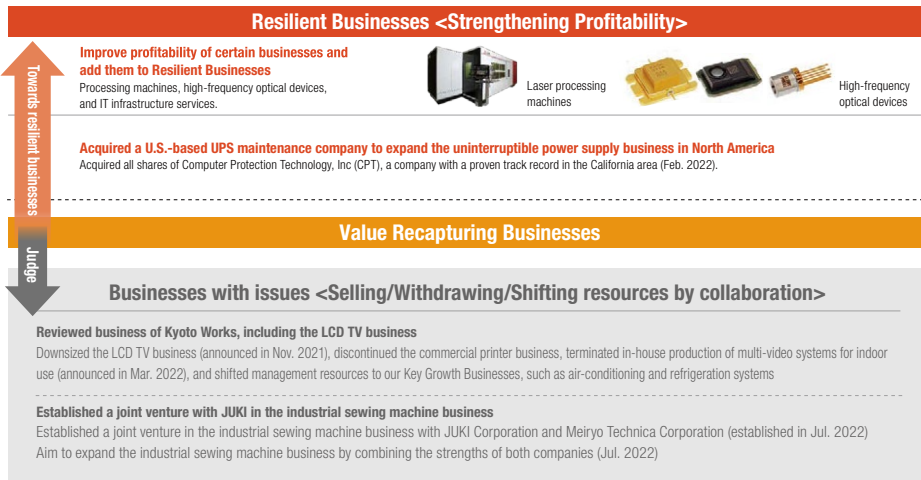 Resilient Businesses <Strengthening Profitability>
Towards resilient businesses
Improve profitability of certain businesses and
add them to Resilient Businesses
Processing machines, high-frequency optical devices,
and IT infrastructure services.
Laser processing
machines
High-frequency
optical devices
Acquired a U.S.-based UPS maintenance company to expand the uninterruptible power supply business in North America
Acquired all shares of Computer Protection Technology, Inc (CPT), a company with a proven track record in the California area (Feb. 2022).
Value Recapturing Businesses
Judge
Businesses with issues <Selling/Withdrawing/Shifting resources by collaboration>
Reviewed business of Kyoto Works, including the LCD TV business
Downsized the LCD TV business (announced in Nov. 2021), discontinued the commercial printer business, terminated in-house production of multi-video systems for indoor
use (announced in Mar. 2022), and shifted management resources to our Key Growth Businesses, such as air-conditioning and refrigeration systems
Established a joint venture with JUKI in the industrial sewing machine business
Established a joint venture in the industrial sewing machine business with JUKI Corporation and Meiryo Technica Corporation (established in Jul. 2022)
Aim to expand the industrial sewing machine business by combining the strengths of both companies (Jul. 2022)